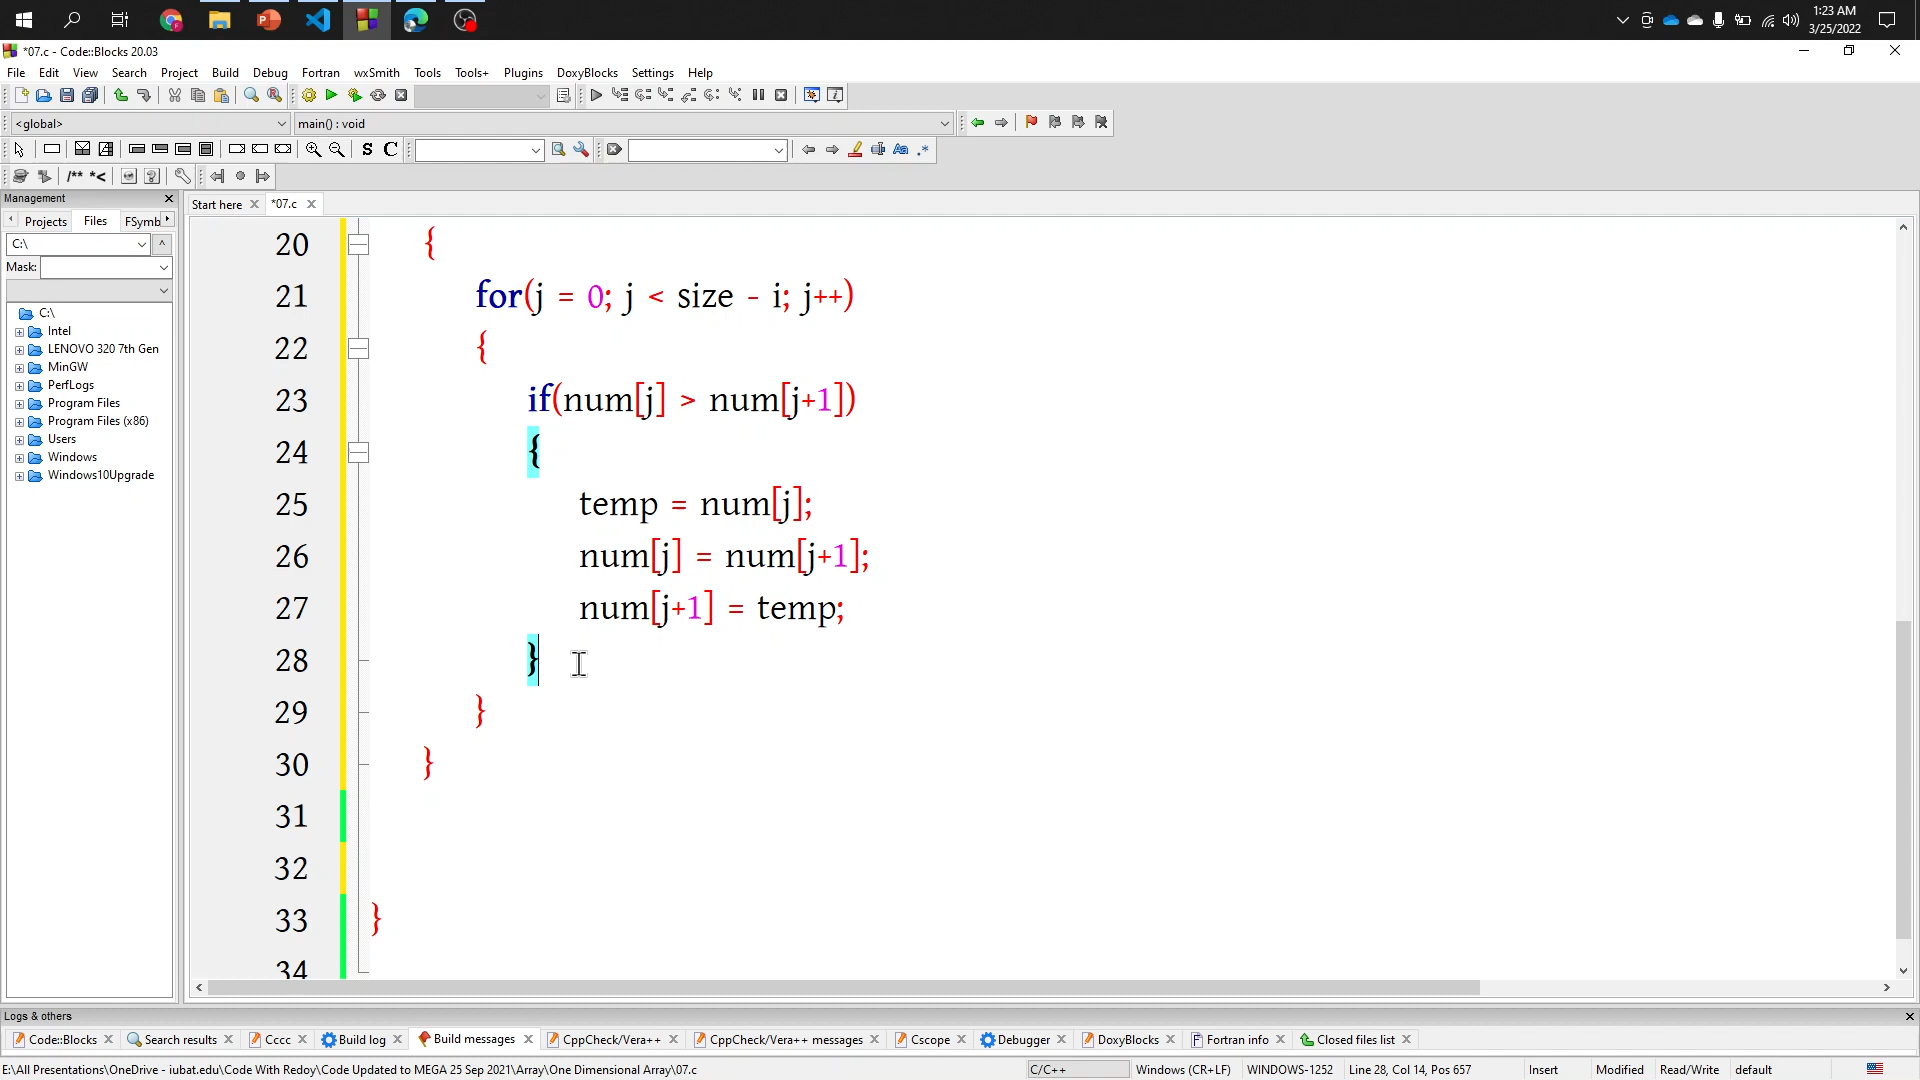 1:23 AM
3/25/2022
*07.c - Code::Blocks 20.03
File Edit View Search Project Build Debug Fortran wxSmith Tools Tools+ Plugins DoxyBlocks Settings Help
<global> main() : void
S C
/** *<
Management
Projects Files FSymb
Start here *07.c
C:\
Mask:
C:\
Intel
LENOVO 320 7th Gen
MinGW
PerfLogs
Program Files
Program Files (x86)
Users
Windows
Windows10Upgrade
20 {
21 for(j = 0; j < size - i; j++)
22 {
23 if(num[j] > num[j+1])
24 {
25 temp = num[j];
26 num[j] = num[j+1];
27 num[j+1] = temp;
28 }
29 }
30 }
31
32
33 }
34
Logs & others
Code::Blocks Search results Cccc Build log Build messages CppCheck/Vera++ CppCheck/Vera++ messages Cscope Debugger DoxyBlocks Fortran info Closed files list
E:\All Presentations\OneDrive - iubat.edu\Code With Redoy\Code Updated to MEGA 25 Sep 2021\Array\One Dimensional Array\07.c C/C++ Windows (CR+LF) WINDOWS-1252 Line 28, Col 14, Pos 657 Insert Modified Read/Write default